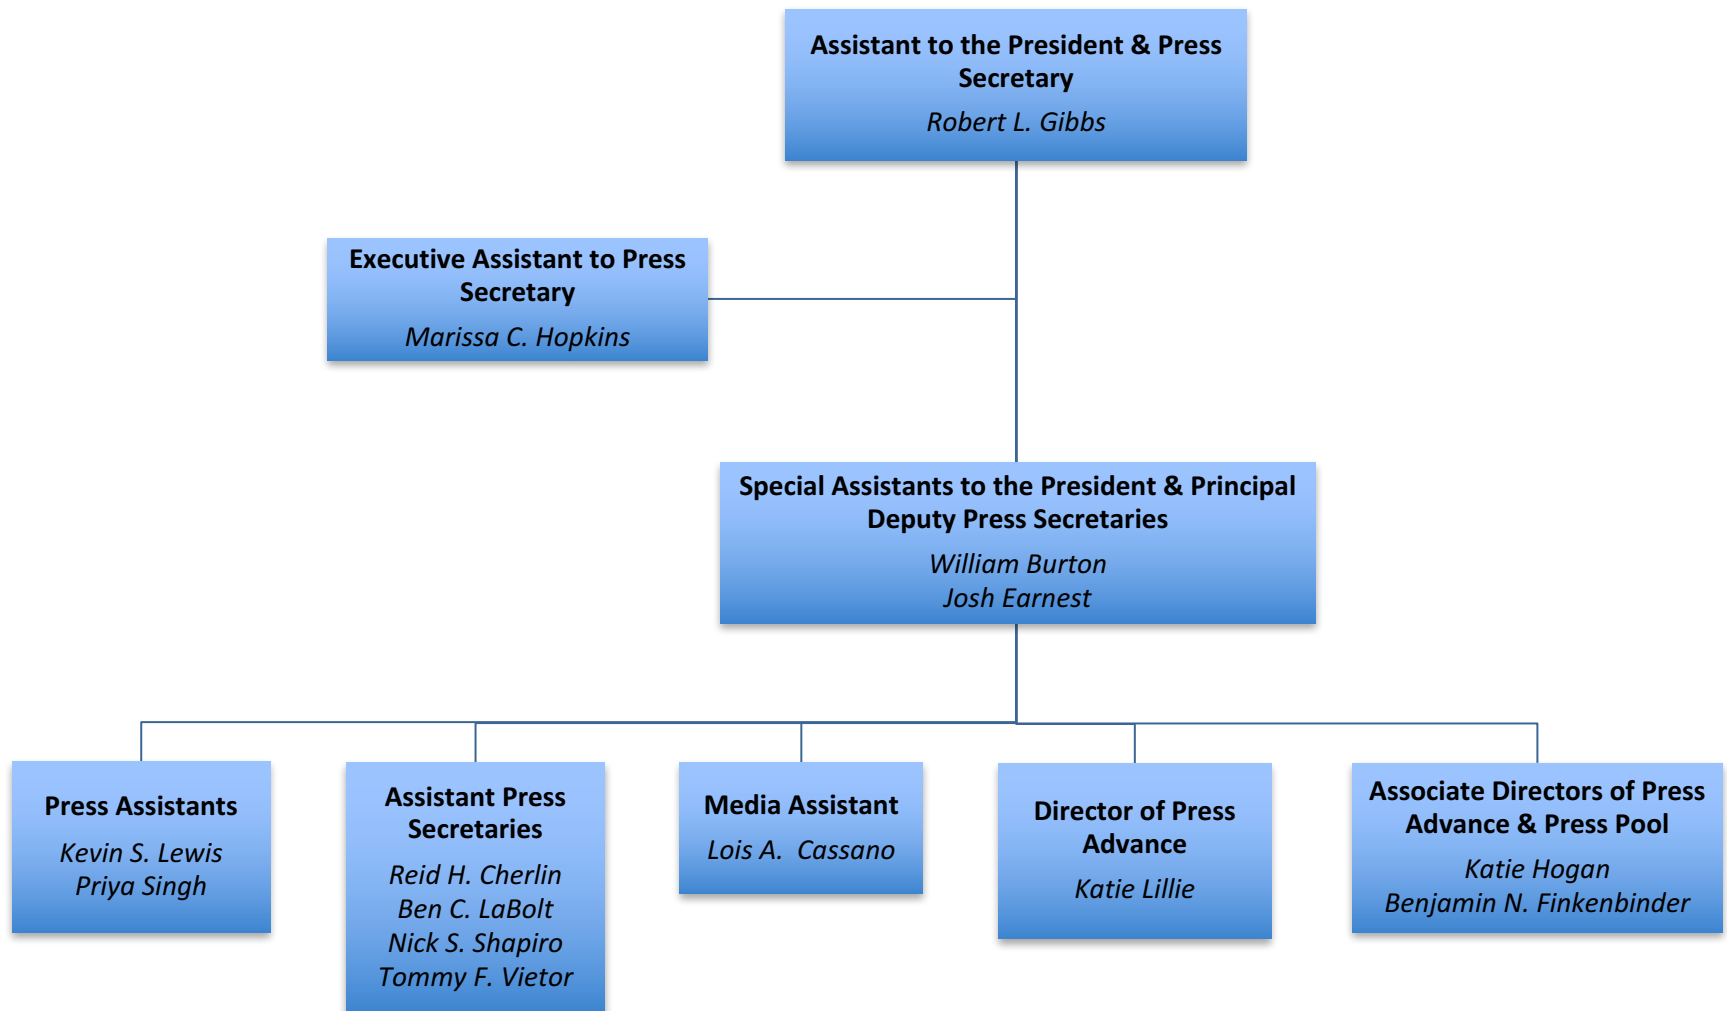 Assistant to the President & Press
Secretary
Robert L. Gibbs
Executive Assistant to Press
Secretary
Marissa C. Hopkins
Special Assistants to the President & Principal
Deputy Press Secretaries
William Burton
Josh Earnest
Press Assistants
Kevin S. Lewis
Priya Singh
Assistant Press
Secretaries
Reid H. Cherlin
Ben C. LaBolt
Nick S. Shapiro
Tommy F. Vietor
Media Assistant
Lois A.  Cassano
Director of Press
Advance
Katie Lillie
Associate Directors of Press
Advance & Press Pool
Katie Hogan
Benjamin N. Finkenbinder